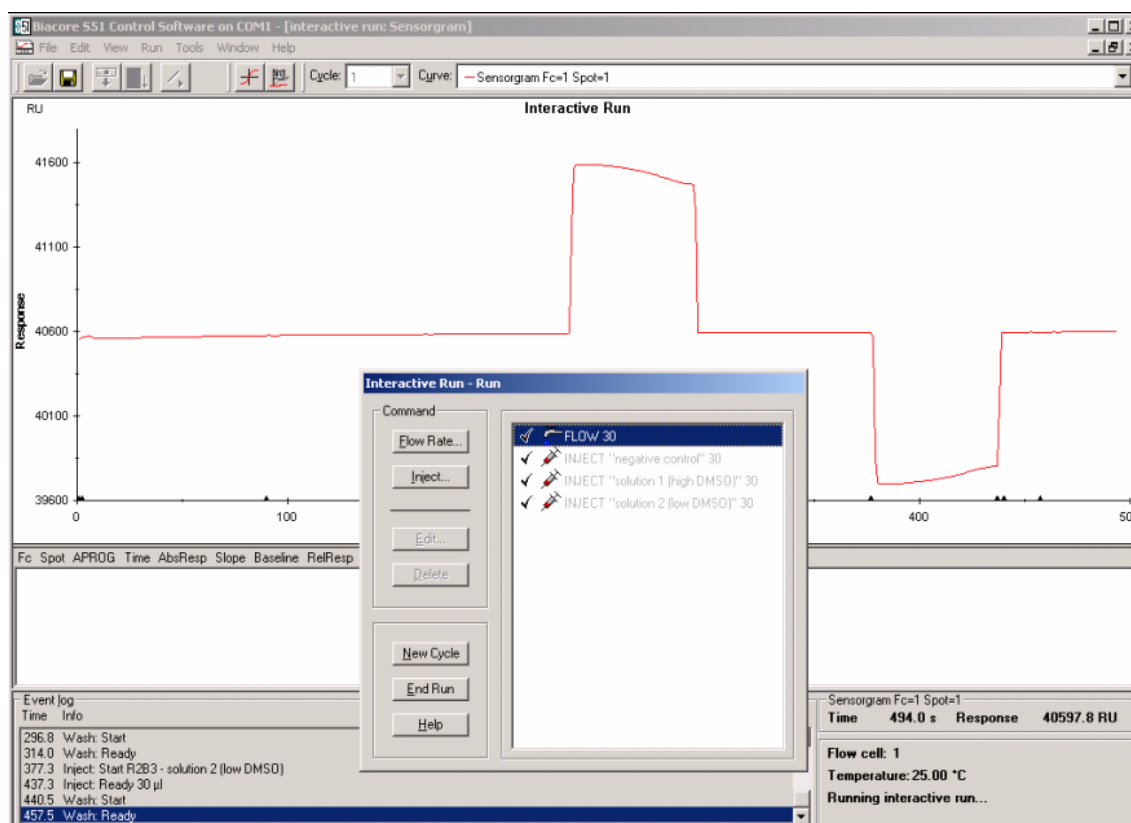 Biacore S51 Control Software on COM1 - [interactive run: Sensorgram]
File Edit View Run Tools Window Help
Cycle: 1 Curve: Sensorgram Fc=1 Spot=1
RU
Interactive Run
41600
41100
40600
40100
39600
Response
0 100 400 50
Interactive Run - Run
Command
Flow Rate...
Inject...
Edit...
Delete
New Cycle
End Run
Help
FLOW 30
INJECT "negative control" 30
INJECT "solution 1 (high DMSO)" 30
INJECT "solution 2 (low DMSO)" 30
Fc Spot APROG Time AbsResp Slope Baseline RelResp
Event log
Time Info
296.8 Wash: Start
314.0 Wash: Ready
377.3 Inject: Start R2B3 - solution 2 (low DMSO)
437.3 Inject: Ready 30 µl
440.5 Wash: Start
457.5 Wash: Ready
Sensorgram Fc=1 Spot=1
Time 494.0 s Response 40597.8 RU
Flow cell: 1
Temperature: 25.00 °C
Running interactive run...